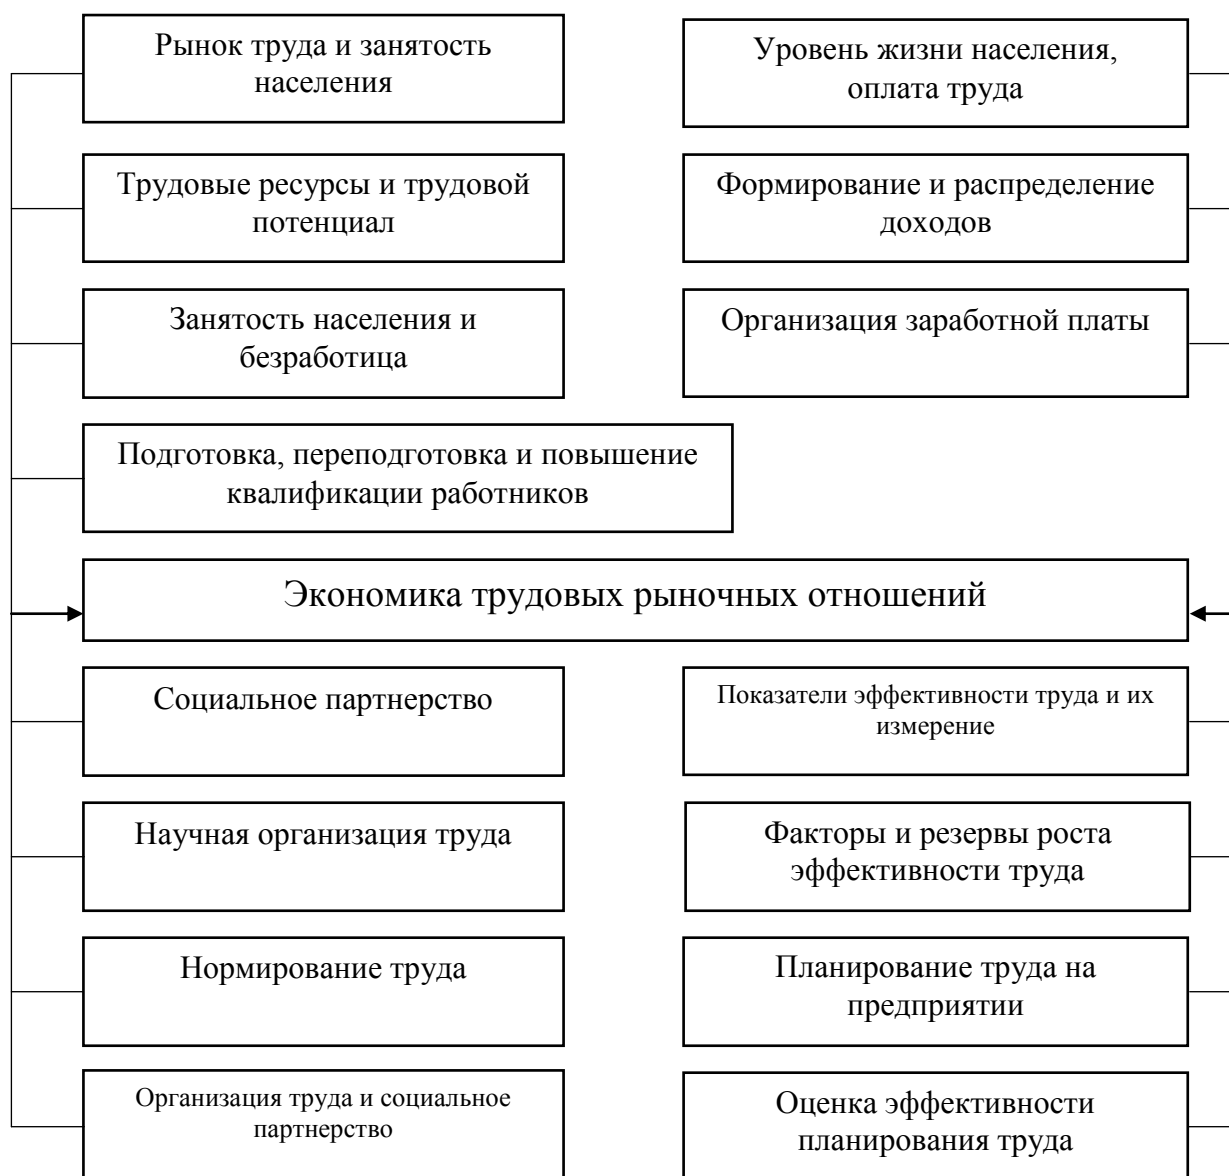 Рынок труда и занятость
населения
Уровень жизни населения,
оплата труда
Трудовые ресурсы и трудовой
потенциал
Формирование и распределение
доходов
Занятость населения и
безработица
Организация заработной платы
Подготовка, переподготовка и повышение
квалификации работников
Экономика трудовых рыночных отношений
Социальное партнерство
Показатели эффективности труда и их
измерение
Научная организация труда
Факторы и резервы роста
эффективности труда
Нормирование труда
Планирование труда на
предприятии
Организация труда и социальное
партнерство
Оценка эффективности
планирования труда